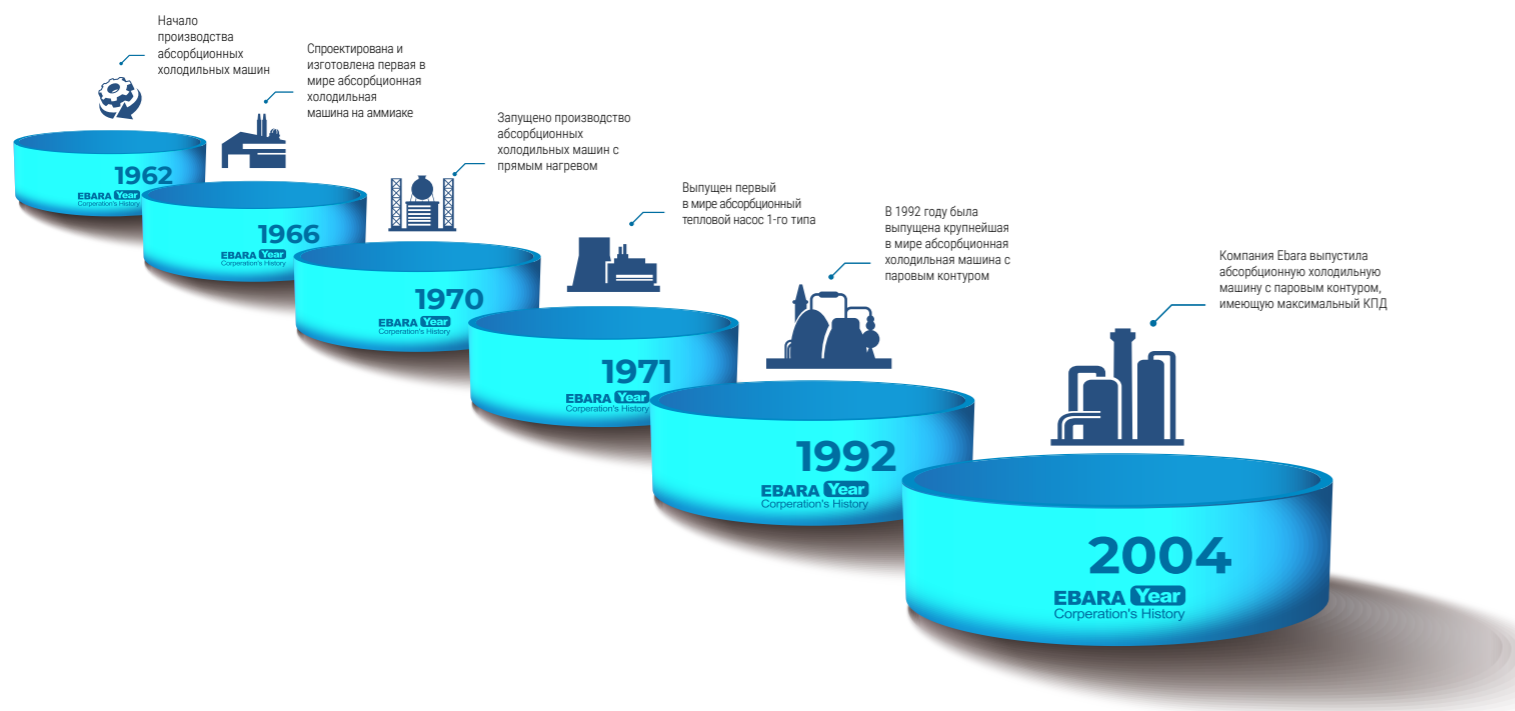 Начало
производства
абсорбционных
холодильных машин
1962
EBARA Year
Corperation's History
Спроектирована и
изготовлена первая в
мире абсорбционная
холодильная
машина на аммиаке
1966
EBARA Year
Corperation's History
Запущено производство
абсорбционных
холодильных машин с
прямым нагревом
1970
EBARA Year
Corperation's History
Выпущен первый
в мире абсорбционный
тепловой насос 1-го типа
1971
EBARA Year
Corperation's History
В 1992 году была
выпущена крупнейшая
в мире абсорбционная
холодильная машина с
паровым контуром
1992
EBARA Year
Corperation's History
Компания Ebara выпустила
абсорбционную холодильную
машину с паровым контуром,
имеющую максимальный КПД
2004
EBARA Year
Corperation's History